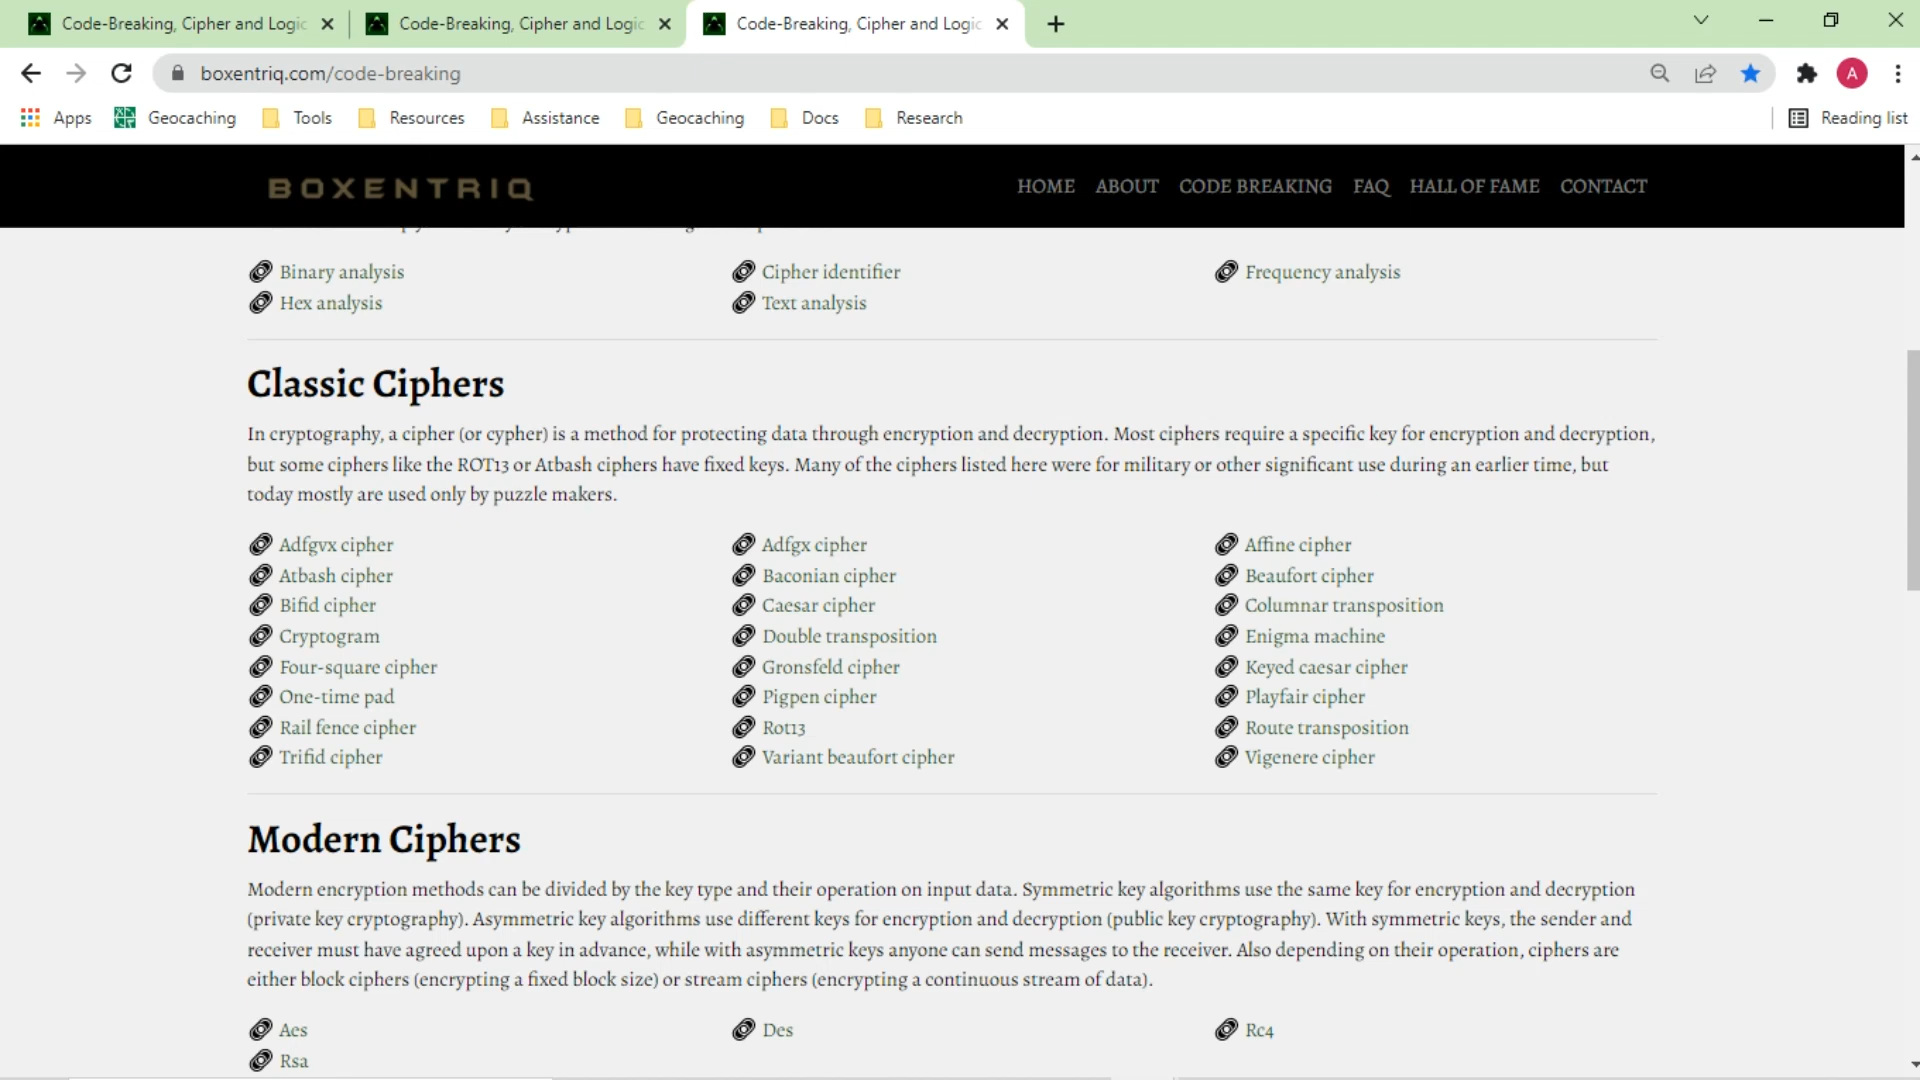 Code-Breaking, Cipher and Logic
Code-Breaking, Cipher and Logic
Code-Breaking, Cipher and Logic
boxentriq.com/code-breaking
A
Apps
Geocaching
Tools
Resources
Assistance
Geocaching
Docs
Research
Reading list
BOXENTRIQ
HOME
ABOUT
CODE BREAKING
FAQ
HALL OF FAME
CONTACT
Binary analysis
Cipher identifier
Frequency analysis
Hex analysis
Text analysis
Classic Ciphers
In cryptography, a cipher (or cypher) is a method for protecting data through encryption and decryption. Most ciphers require a specific key for encryption and decryption,
but some ciphers like the ROT13 or Atbash ciphers have fixed keys. Many of the ciphers listed here were for military or other significant use during an earlier time, but
today mostly are used only by puzzle makers.
Adfgvx cipher
Adfgx cipher
Affine cipher
Atbash cipher
Baconian cipher
Beaufort cipher
Bifid cipher
Caesar cipher
Columnar transposition
Cryptogram
Double transposition
Enigma machine
Four-square cipher
Gronsfeld cipher
Keyed caesar cipher
One-time pad
Pigpen cipher
Playfair cipher
Rail fence cipher
Rot13
Route transposition
Trifid cipher
Variant beaufort cipher
Vigenere cipher
Modern Ciphers
Modern encryption methods can be divided by the key type and their operation on input data. Symmetric key algorithms use the same key for encryption and decryption
(private key cryptography). Asymmetric key algorithms use different keys for encryption and decryption (public key cryptography). With symmetric keys, the sender and
receiver must have agreed upon a key in advance, while with asymmetric keys anyone can send messages to the receiver. Also depending on their operation, ciphers are
either block ciphers (encrypting a fixed block size) or stream ciphers (encrypting a continuous stream of data).
Aes
Des
Rc4
Rsa